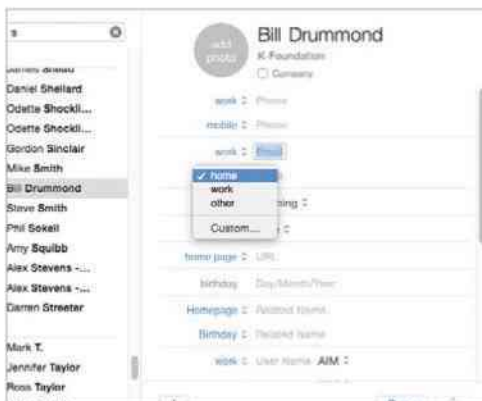 s
James
Daniel Shellard
Odette Shockli...
Odette Shockli...
Gordon Sinclair
Mike Smith
Bill Drummond
Steve Smith
Phil Sokell
Amy Squibb
Alex Stevens -...
Alex Stevens -...
Darren Streeter
Mark T.
Jennifer Taylor
Ross Taylor
add
photo
Bill Drummond
K-Foundation
Company
work Phone
mobile Phone
work Email
✓ home
work
other
Custom...
home page URL
birthday Day/Month/Year
Homepage Related Name
Birthday Related Name
work User Name AIM